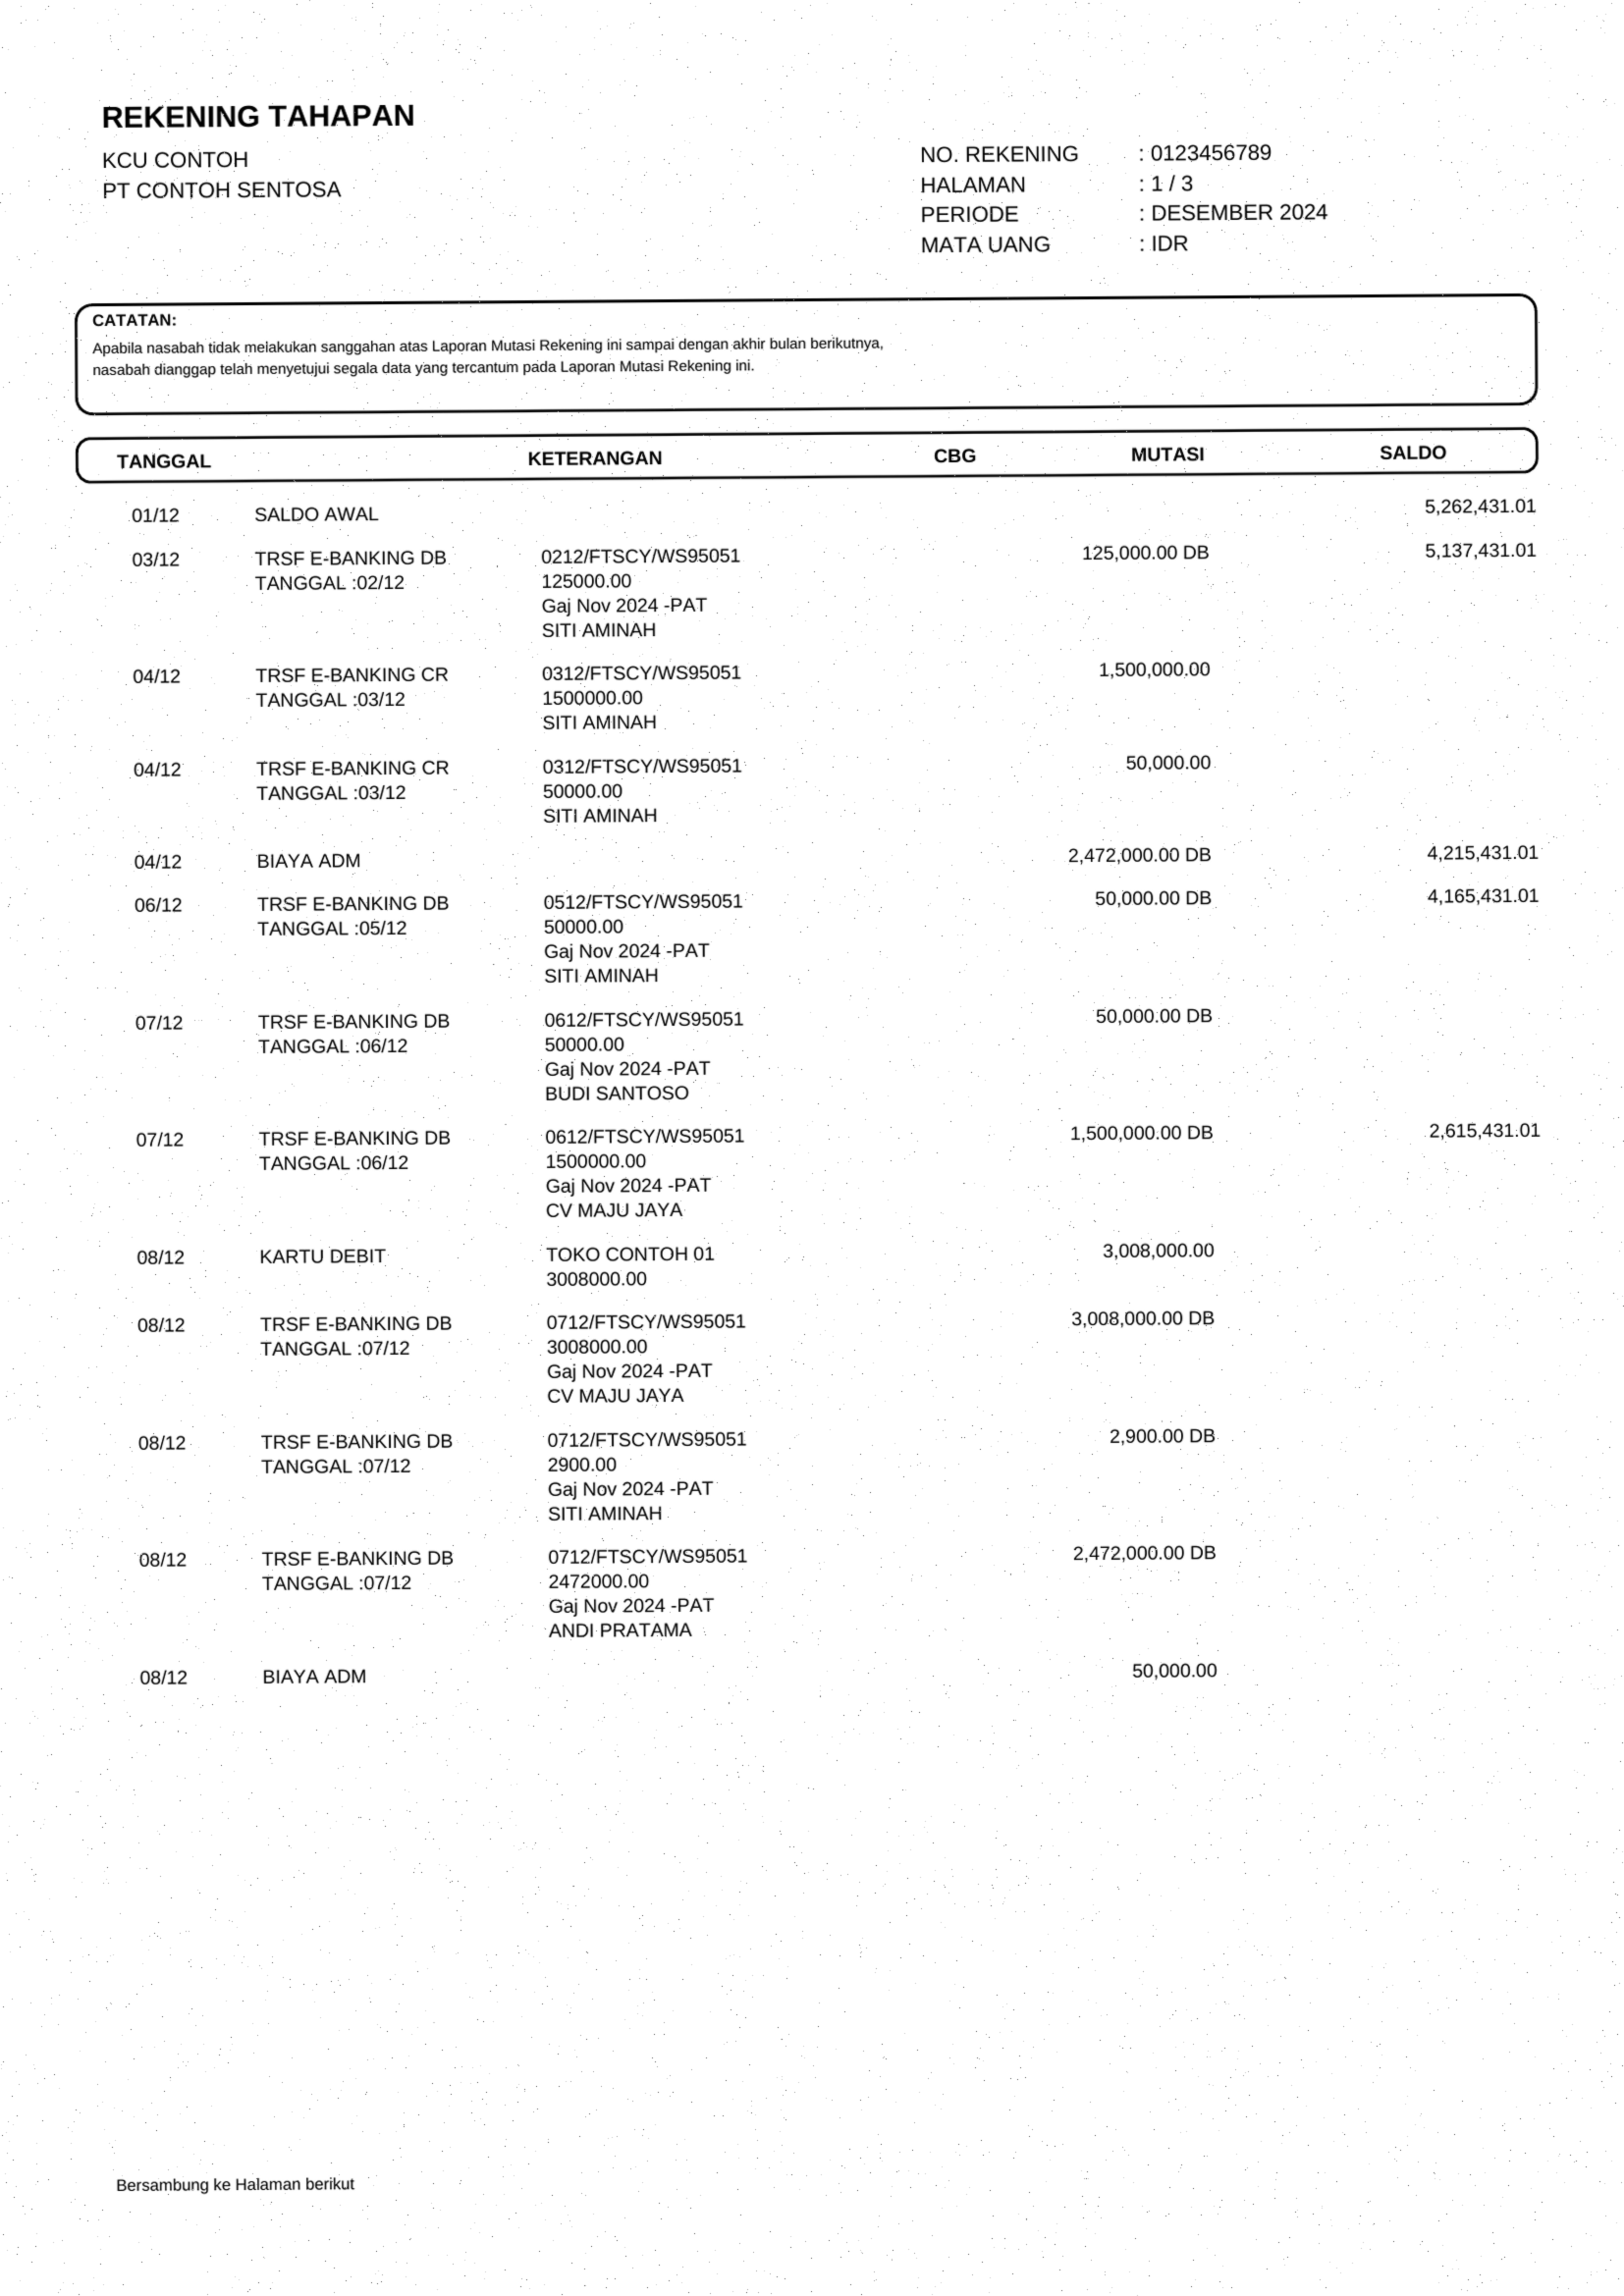 REKENING TAHAPAN
KCU CONTOH
PT CONTOH SENTOSA
NO. REKENING : 0123456789
HALAMAN : 1 / 3
PERIODE : DESEMBER 2024
MATA UANG : IDR
CATATAN:
Apabila nasabah tidak melakukan sanggahan atas Laporan Mutasi Rekening ini sampai dengan akhir bulan berikutnya,
nasabah dianggap telah menyetujui segala data yang tercantum pada Laporan Mutasi Rekening ini.
TANGGAL KETERANGAN CBG MUTASI SALDO
01/12 SALDO AWAL 5,262,431.01
03/12 TRSF E-BANKING DB 0212/FTSCY/WS95051 125,000.00 DB 5,137,431.01
TANGGAL :02/12 125000.00
Gaj Nov 2024 -PAT
SITI AMINAH
04/12 TRSF E-BANKING CR 0312/FTSCY/WS95051 1,500,000.00
TANGGAL :03/12 1500000.00
SITI AMINAH
04/12 TRSF E-BANKING CR 0312/FTSCY/WS95051 50,000.00
TANGGAL :03/12 50000.00
SITI AMINAH
04/12 BIAYA ADM 2,472,000.00 DB 4,215,431.01
06/12 TRSF E-BANKING DB 0512/FTSCY/WS95051 50,000.00 DB 4,165,431.01
TANGGAL :05/12 50000.00
Gaj Nov 2024 -PAT
SITI AMINAH
07/12 TRSF E-BANKING DB 0612/FTSCY/WS95051 50,000.00 DB
TANGGAL :06/12 50000.00
Gaj Nov 2024 -PAT
BUDI SANTOSO
07/12 TRSF E-BANKING DB 0612/FTSCY/WS95051 1,500,000.00 DB 2,615,431.01
TANGGAL :06/12 1500000.00
Gaj Nov 2024 -PAT
CV MAJU JAYA
08/12 KARTU DEBIT TOKO CONTOH 01 3,008,000.00
3008000.00
08/12 TRSF E-BANKING DB 0712/FTSCY/WS95051 3,008,000.00 DB
TANGGAL :07/12 3008000.00
Gaj Nov 2024 -PAT
CV MAJU JAYA
08/12 TRSF E-BANKING DB 0712/FTSCY/WS95051 2,900.00 DB
TANGGAL :07/12 2900.00
Gaj Nov 2024 -PAT
SITI AMINAH
08/12 TRSF E-BANKING DB 0712/FTSCY/WS95051 2,472,000.00 DB
TANGGAL :07/12 2472000.00
Gaj Nov 2024 -PAT
ANDI PRATAMA
08/12 BIAYA ADM 50,000.00
Bersambung ke Halaman berikut